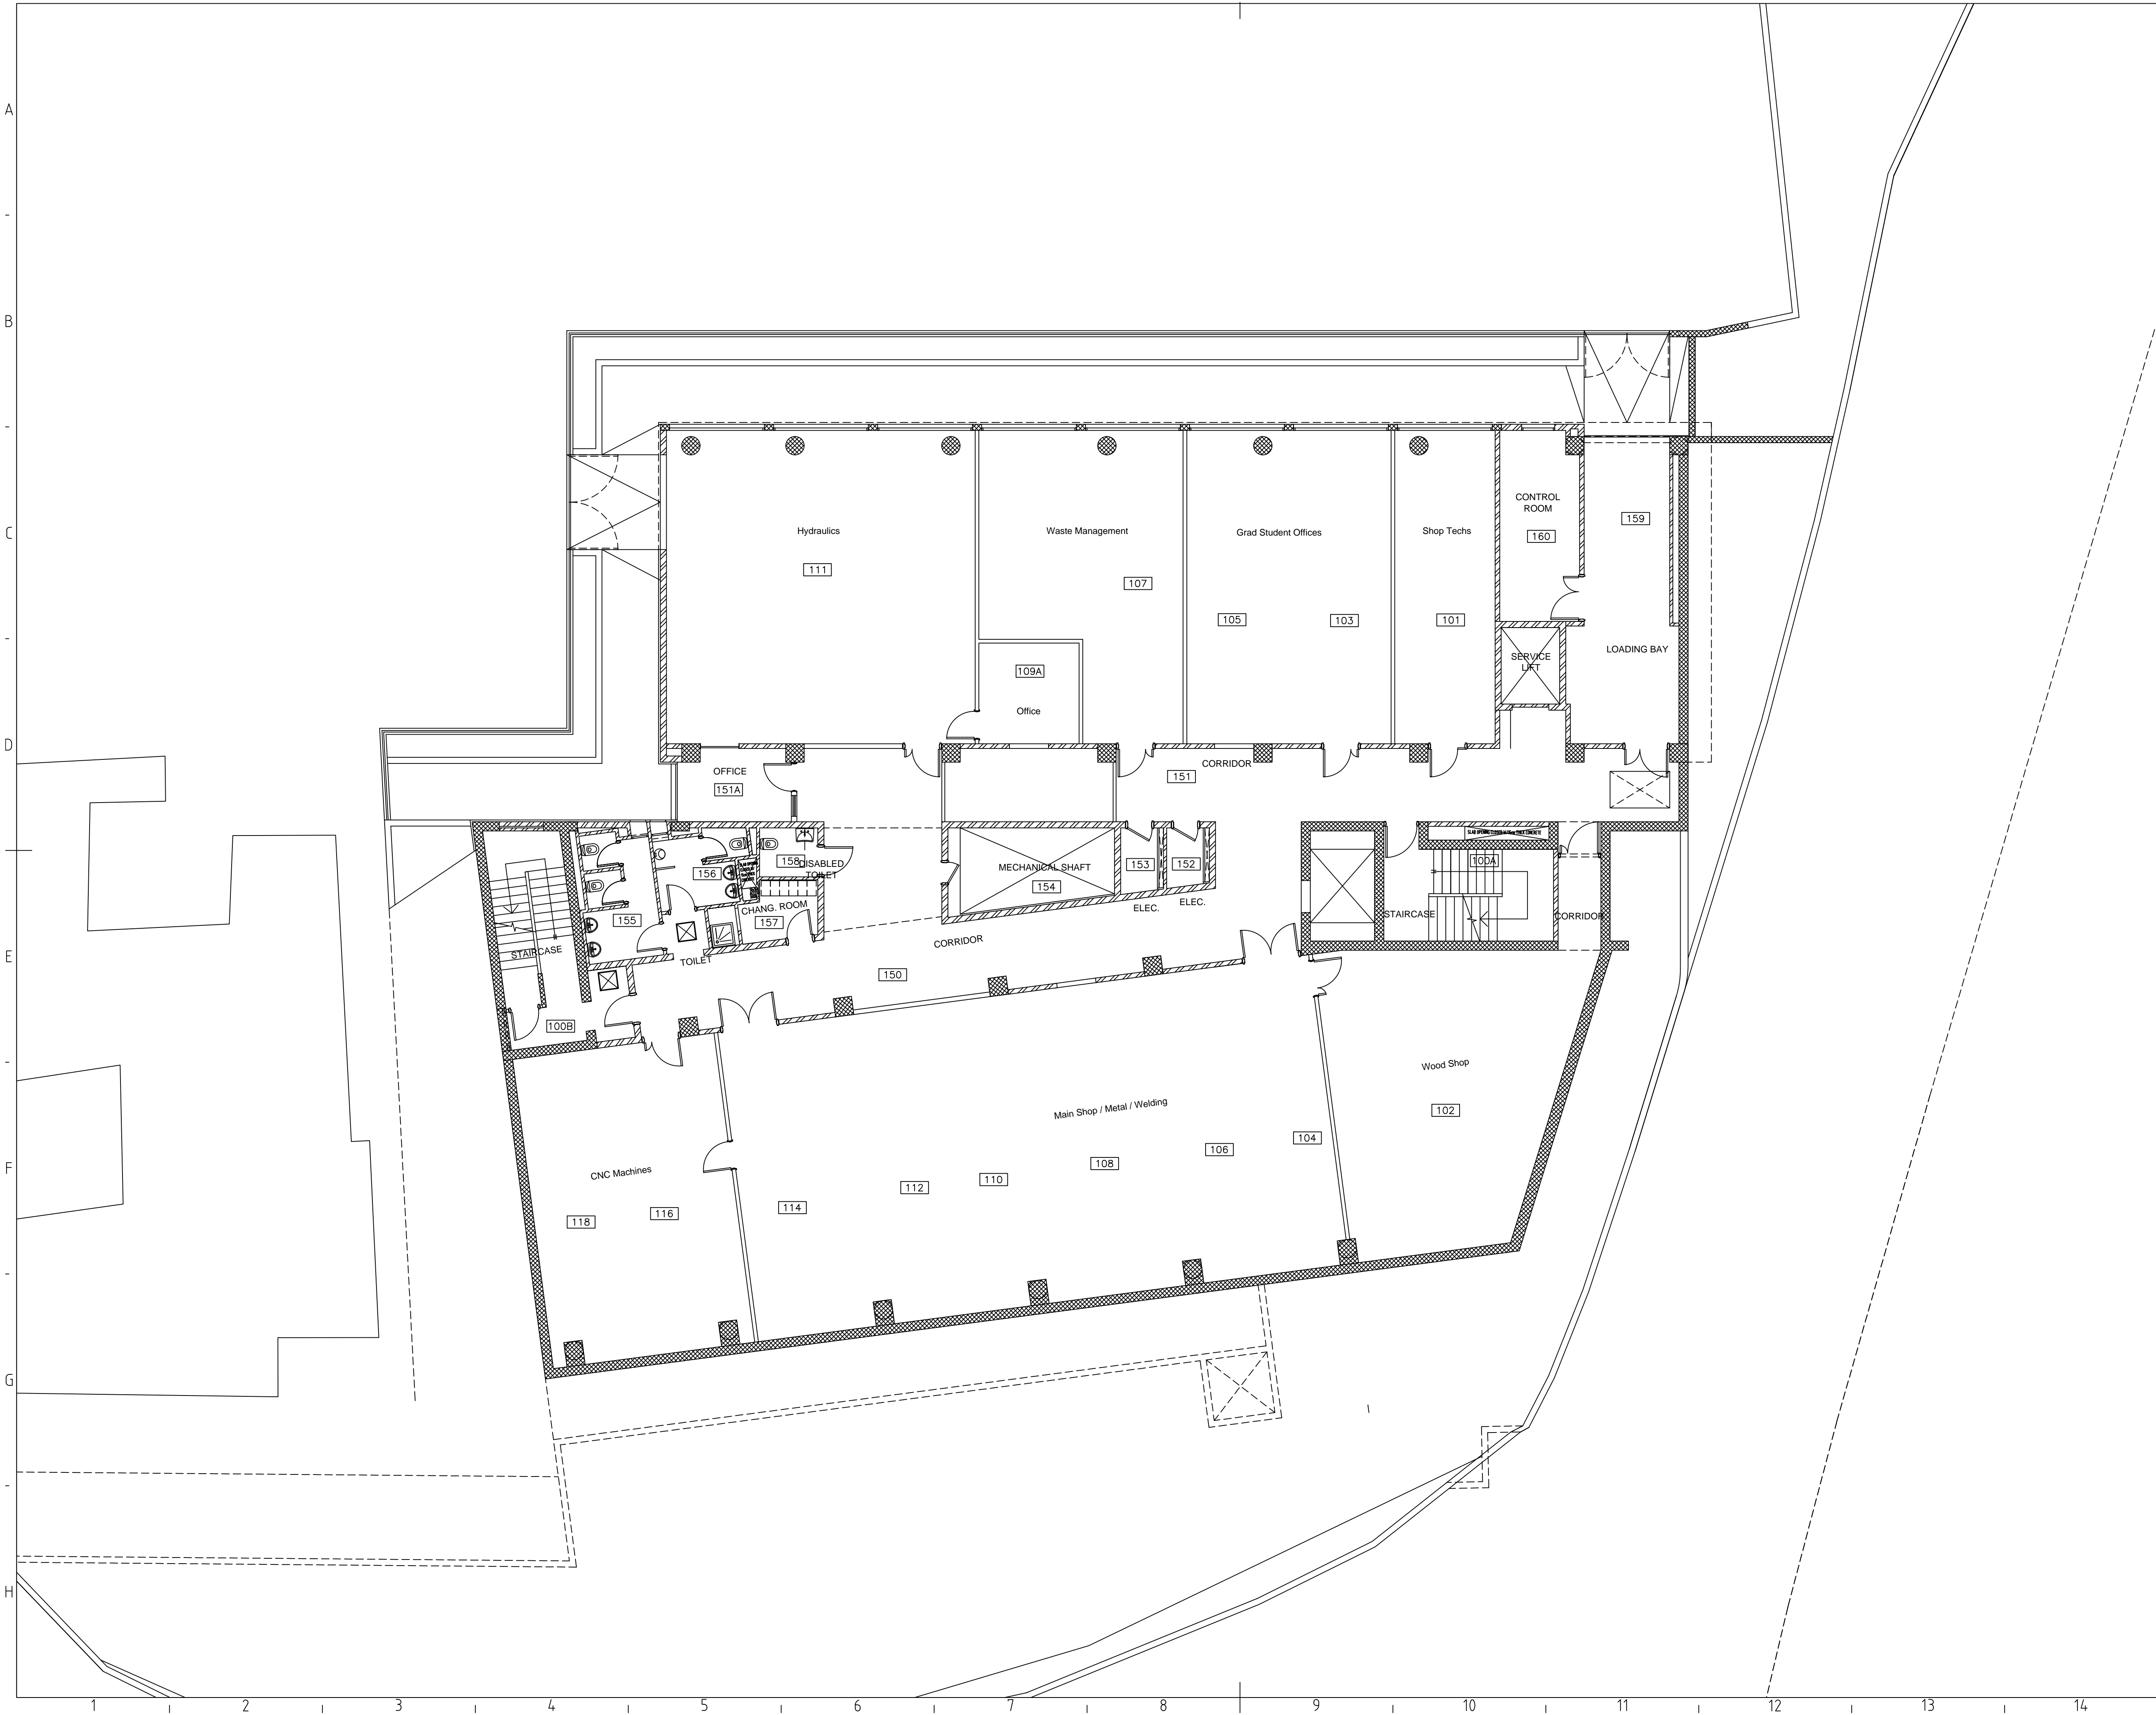 A
-
B
-
C
-
D
-
E
-
F
-
G
-
H
Hydraulics
111
Waste Management
107
Grad Student Offices
105
103
Shop Techs
101
CONTROL
ROOM
160
159
LOADING BAY
SERVICE
LIFT
109A
Office
OFFICE
151A
CORRIDOR
151
158
DISABLED
TOILET
156
155
CHANG. ROOM
157
TOILET
STAIRCASE
100B
MECHANICAL SHAFT
154
153
152
ELEC.
ELEC.
CORRIDOR
150
100A
STAIRCASE
CORRIDOR
Wood Shop
102
Main Shop / Metal / Welding
104
106
108
110
112
114
CNC Machines
116
118
1
2
3
4
5
6
7
8
9
10
11
12
13
14